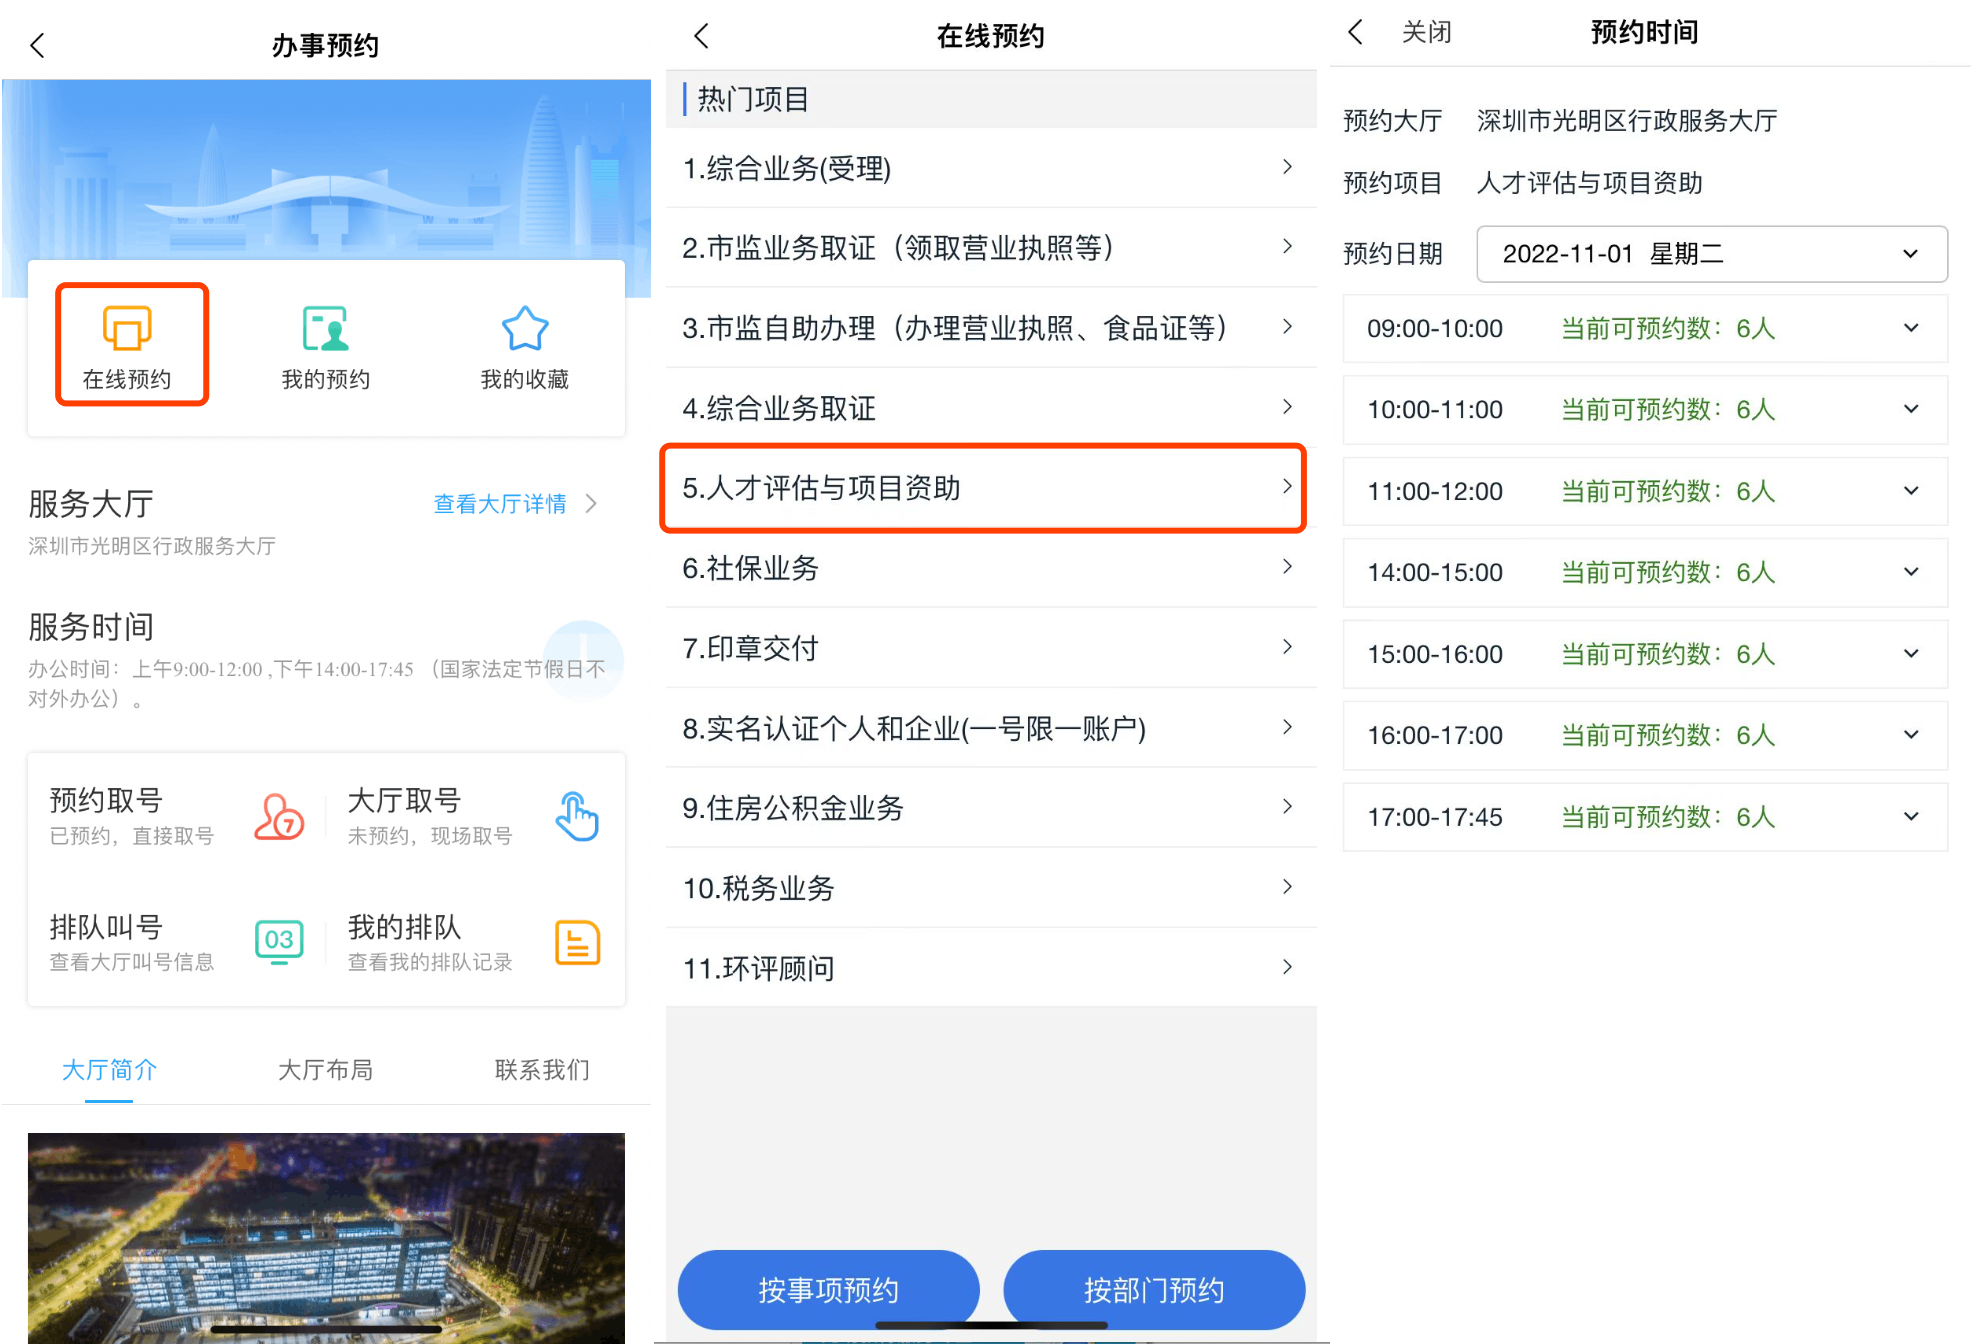 办事预约
在线预约
我的预约
我的收藏
服务大厅
查看大厅详情
深圳市光明区行政服务大厅
服务时间
办公时间：上午9:00-12:00 ,下午14:00-17:45 （国家法定节假日不
对外办公）。
预约取号
已预约，直接取号
7
大厅取号
未预约，现场取号
排队叫号
查看大厅叫号信息
03
我的排队
查看我的排队记录
大厅简介
大厅布局
联系我们
在线预约
热门项目
1.综合业务(受理)
2.市监业务取证（领取营业执照等）
3.市监自助办理（办理营业执照、食品证等）
4.综合业务取证
5.人才评估与项目资助
6.社保业务
7.印章交付
8.实名认证个人和企业(一号限一账户)
9.住房公积金业务
10.税务业务
11.环评顾问
按事项预约
按部门预约
关闭
预约时间
预约大厅 深圳市光明区行政服务大厅
预约项目 人才评估与项目资助
预约日期 2022-11-01 星期二
09:00-10:00 当前可预约数：6人
10:00-11:00 当前可预约数：6人
11:00-12:00 当前可预约数：6人
14:00-15:00 当前可预约数：6人
15:00-16:00 当前可预约数：6人
16:00-17:00 当前可预约数：6人
17:00-17:45 当前可预约数：6人